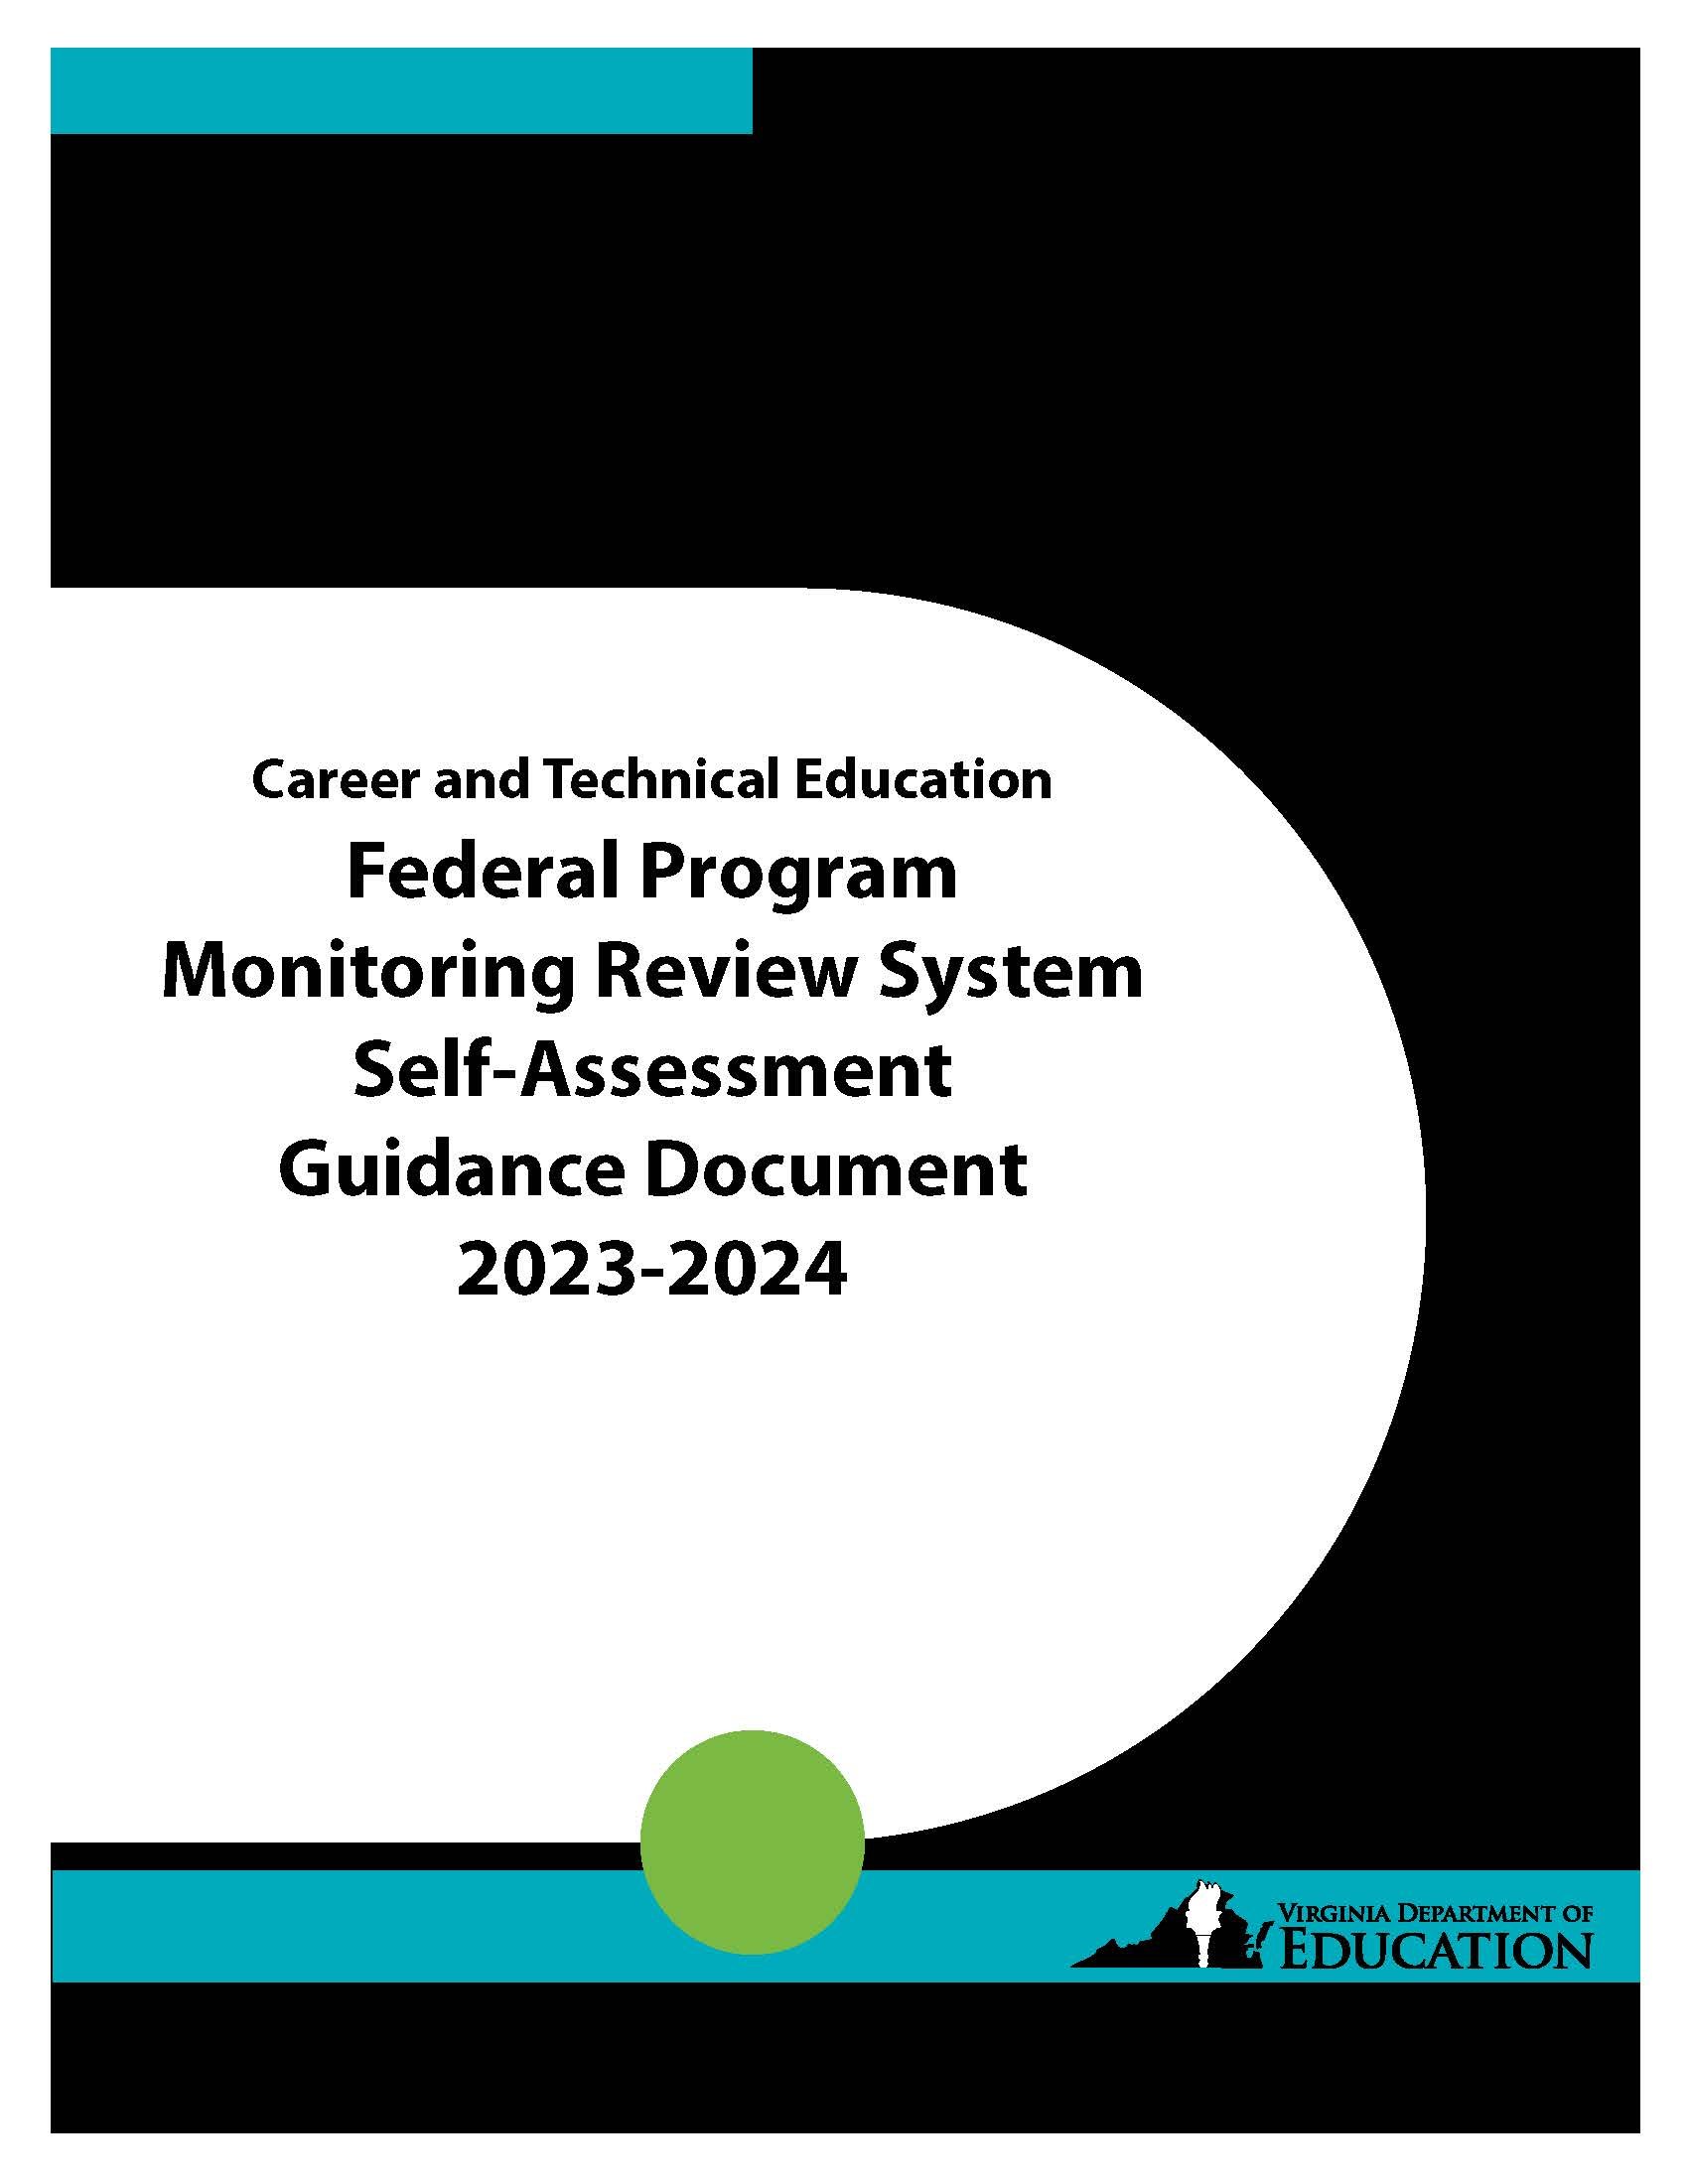 Career and Technical Education
Federal Program
Monitoring Review System
Self-Assessment
Guidance Document
2023-2024
VIRGINIA DEPARTMENT OF
EDUCATION